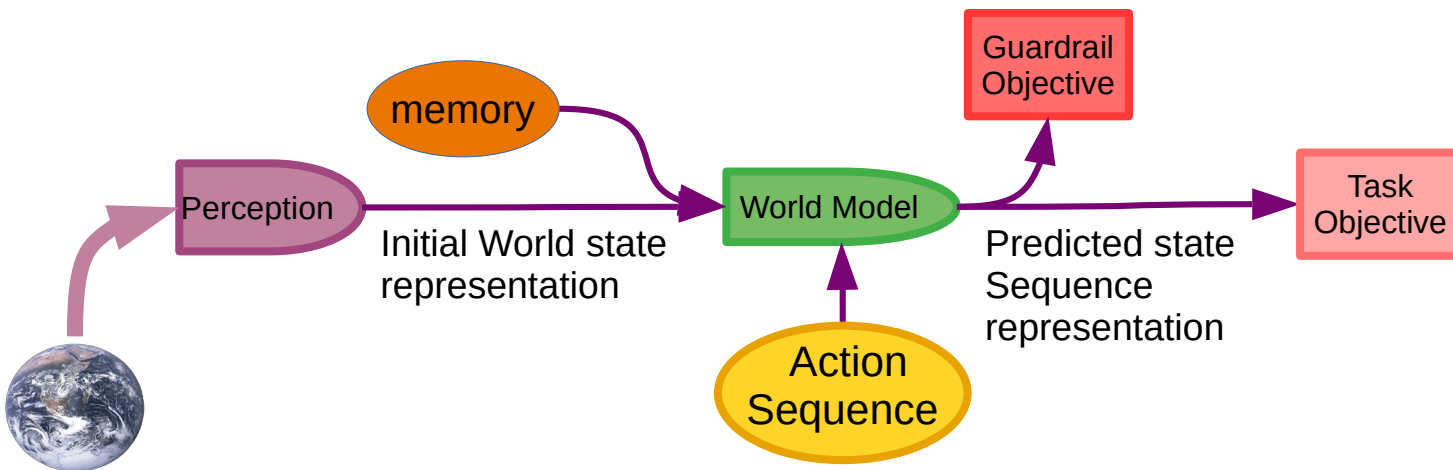 Guardrail
Objective
memory
Perception
World Model
Task
Objective
Initial World state
representation
Predicted state
Sequence
representation
Action
Sequence